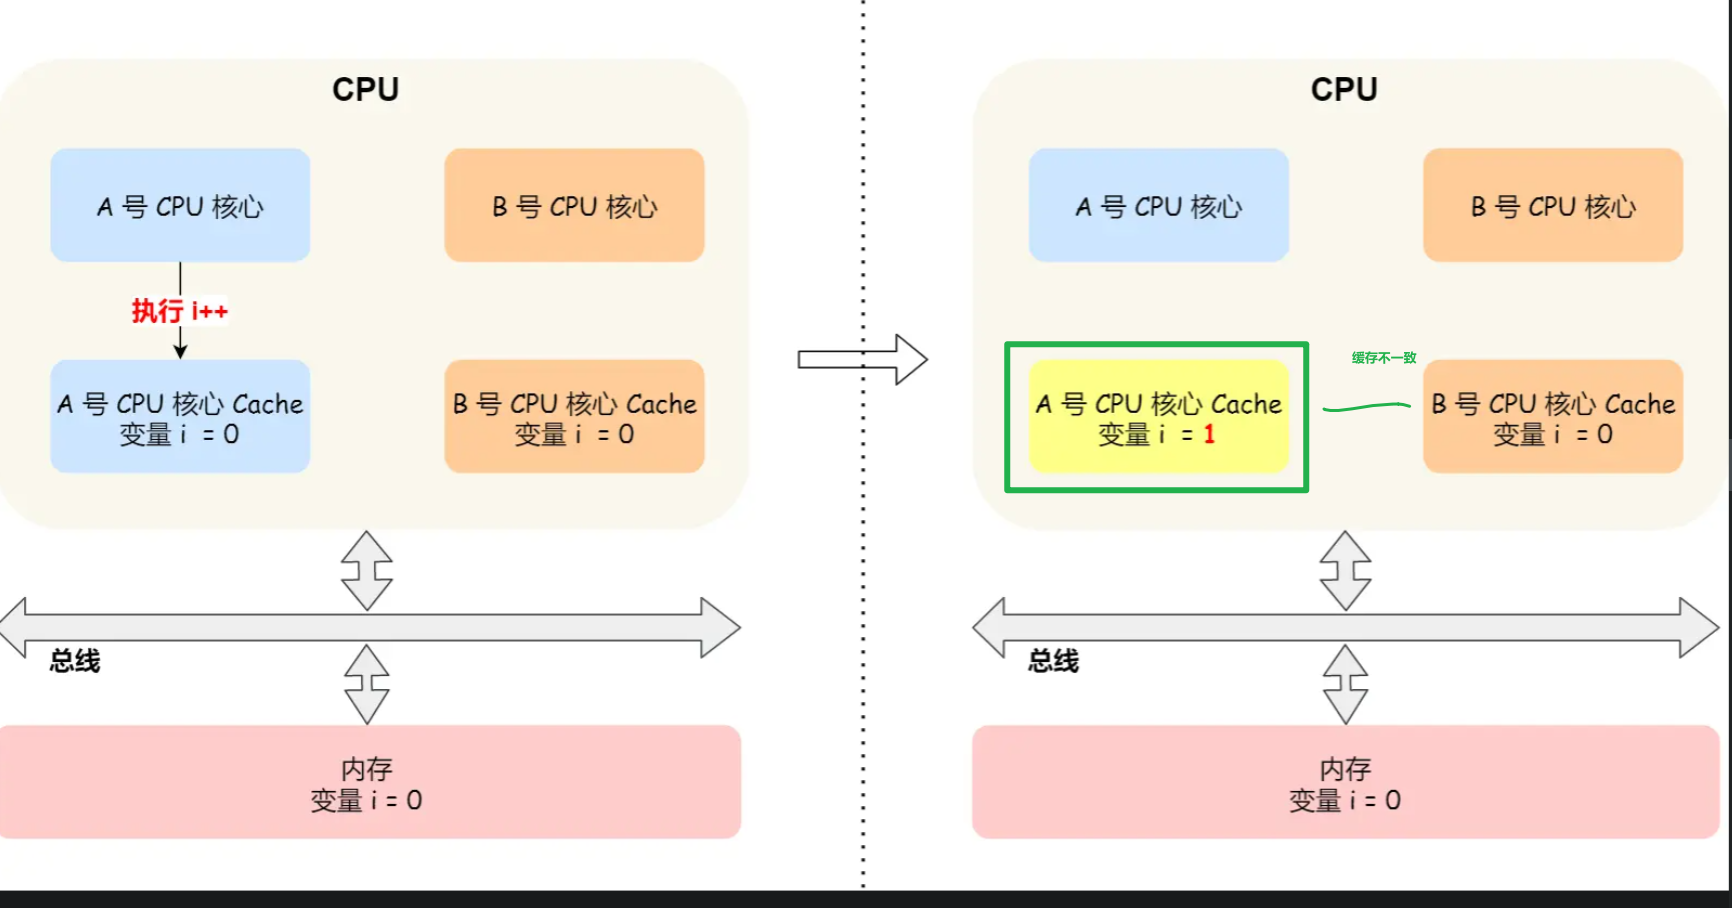 CPU
A 号 CPU 核心
B 号 CPU 核心
执行 i++
A 号 CPU 核心 Cache
变量 i = 0
B 号 CPU 核心 Cache
变量 i = 0
总线
内存
变量 i = 0
CPU
A 号 CPU 核心
B 号 CPU 核心
缓存不一致
A 号 CPU 核心 Cache
变量 i = 1
B 号 CPU 核心 Cache
变量 i = 0
总线
内存
变量 i = 0